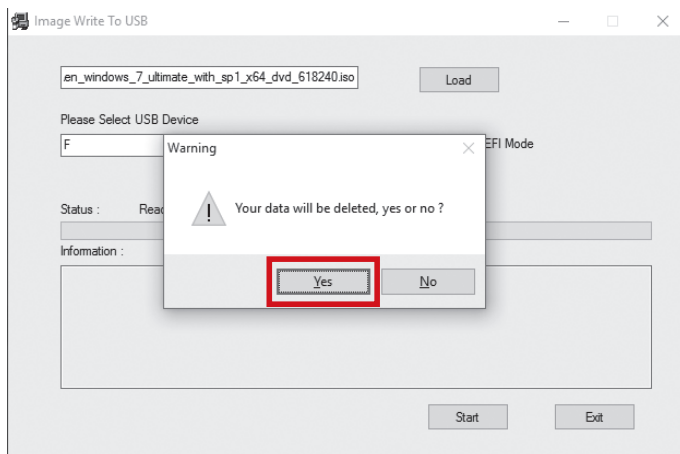 Image Write To USB
.en_windows_7_ultimate_with_sp1_x64_dvd_618240.iso
Load
Please Select USB Device
F
EFI Mode
Warning
Your data will be deleted, yes or no ?
Yes
No
Status :
Information :
Start
Exit